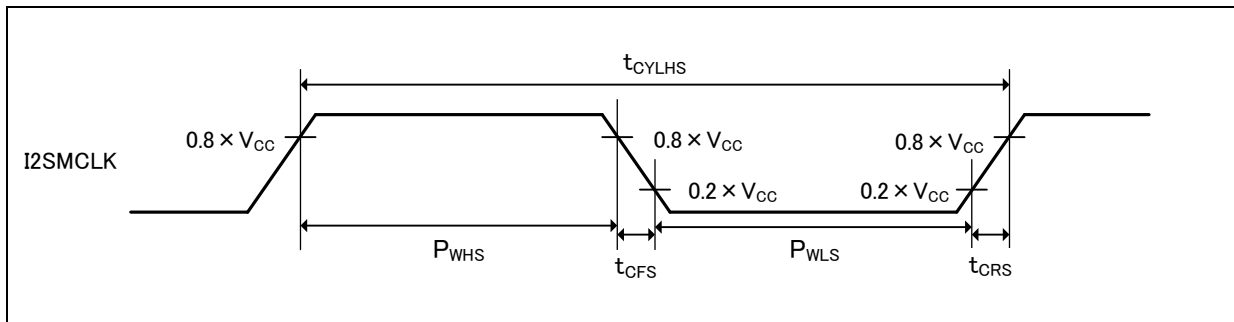 tCYLHS
0.8 × VCC
0.8 × VCC
0.8 × VCC
I2SMCLK
0.2 × VCC
0.2 × VCC
PWHS
PWLS
tCFS
tCRS